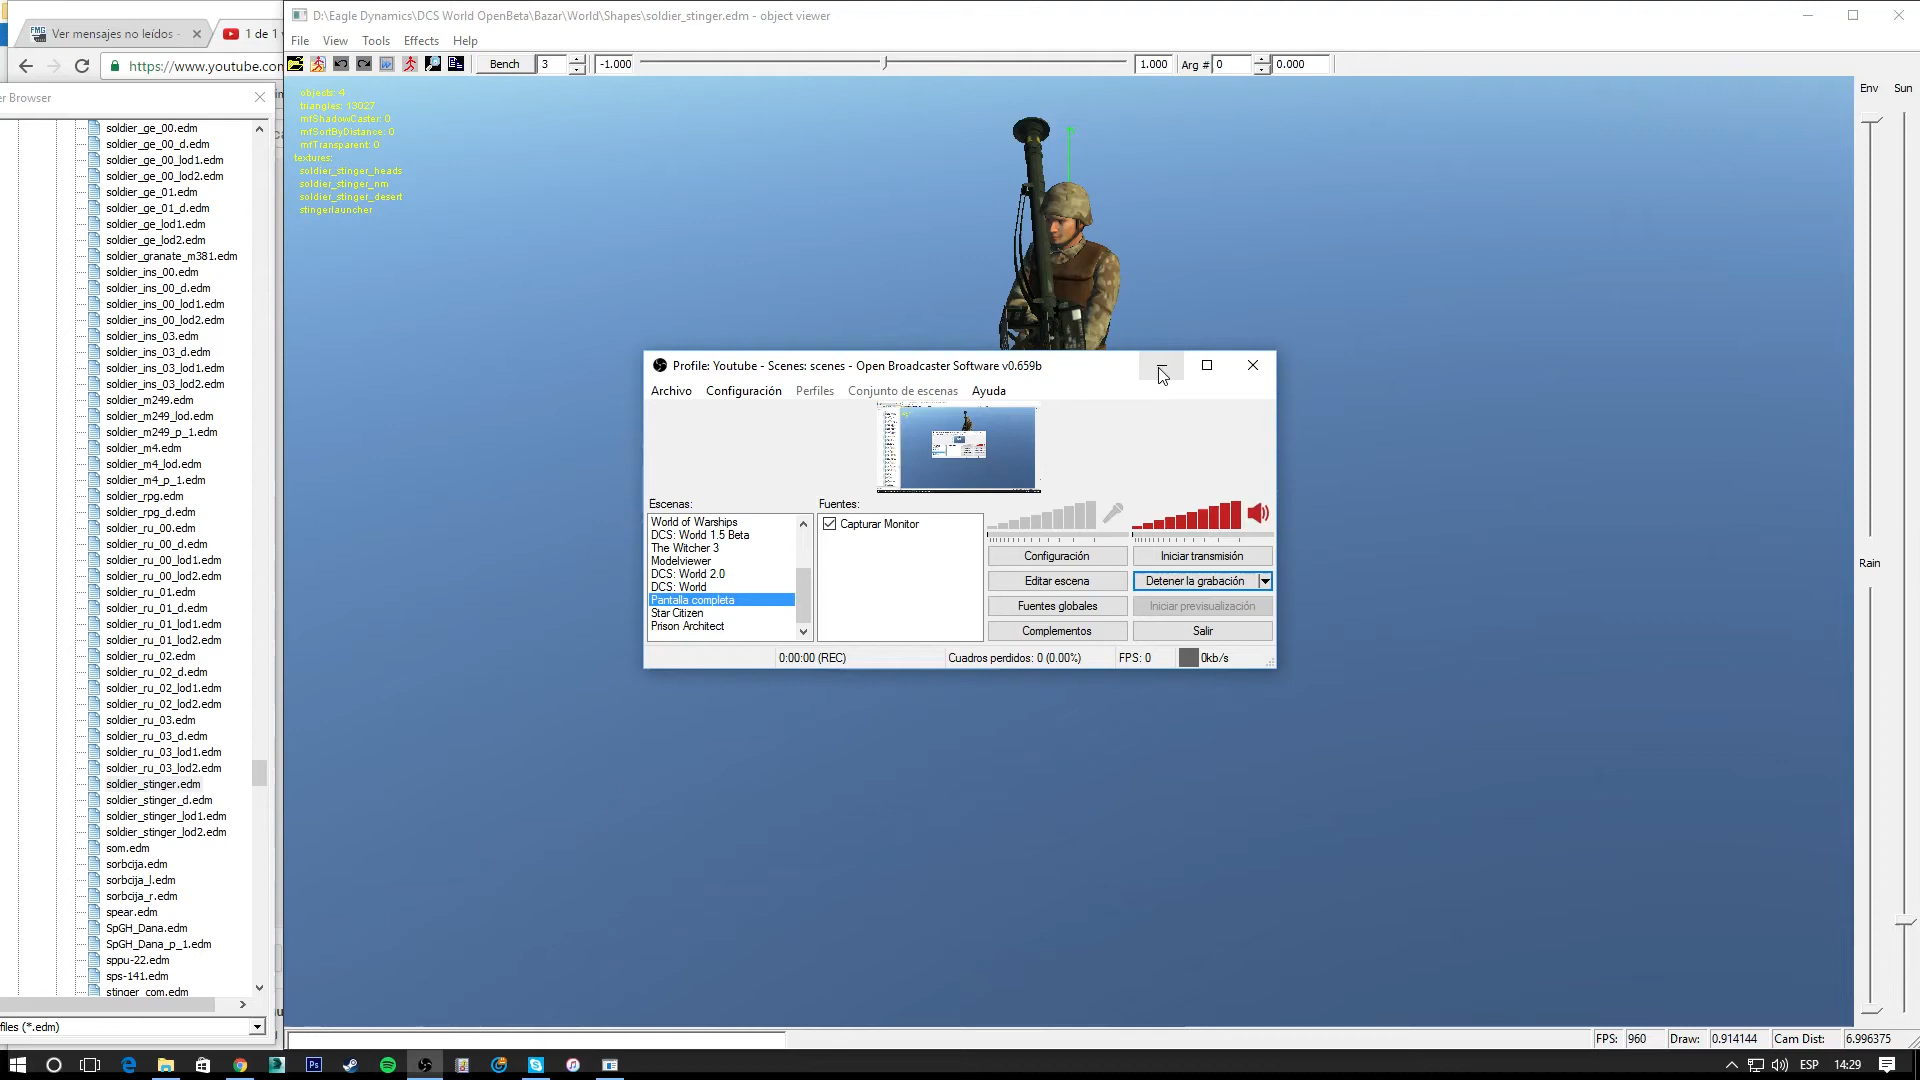 D:\Eagle Dynamics\DCS World OpenBeta\Bazar\World\Shapes\soldier_stinger.edm - object viewer
Ver mensajes no leídos -
1 de 1
File View Tools Effects Help
https://www.youtube.co
Bench 3 -1.000 1.000 Arg # 0 0.000
er Browser
Env Sun
objects: 4
triangles: 13027
mfShadowCaster: 0
mfSortByDistance: 0
mfTransparent: 0
textures:
soldier_stinger_heads
soldier_stinger_nm
soldier_stinger_desert
stingerlauncher
soldier_ge_00.edm
soldier_ge_00_d.edm
soldier_ge_00_lod1.edm
soldier_ge_00_lod2.edm
soldier_ge_01.edm
soldier_ge_01_d.edm
soldier_ge_lod1.edm
soldier_ge_lod2.edm
soldier_granate_m381.edm
soldier_ins_00.edm
soldier_ins_00_d.edm
soldier_ins_00_lod1.edm
soldier_ins_00_lod2.edm
soldier_ins_03.edm
soldier_ins_03_d.edm
soldier_ins_03_lod1.edm
soldier_ins_03_lod2.edm
soldier_m249.edm
soldier_m249_lod.edm
soldier_m249_p_1.edm
soldier_m4.edm
soldier_m4_lod.edm
soldier_m4_p_1.edm
soldier_rpg.edm
soldier_rpg_d.edm
soldier_ru_00.edm
soldier_ru_00_d.edm
soldier_ru_00_lod1.edm
soldier_ru_00_lod2.edm
soldier_ru_01.edm
soldier_ru_01_d.edm
soldier_ru_01_lod1.edm
soldier_ru_01_lod2.edm
soldier_ru_02.edm
soldier_ru_02_d.edm
soldier_ru_02_lod1.edm
soldier_ru_02_lod2.edm
soldier_ru_03.edm
soldier_ru_03_d.edm
soldier_ru_03_lod1.edm
soldier_ru_03_lod2.edm
soldier_stinger.edm
soldier_stinger_d.edm
soldier_stinger_lod1.edm
soldier_stinger_lod2.edm
som.edm
sorbcija.edm
sorbcija_l.edm
sorbcija_r.edm
spear.edm
SpGH_Dana.edm
SpGH_Dana_p_1.edm
sppu-22.edm
sps-141.edm
stinger_com.edm
files (*.edm)
Profile: Youtube - Scenes: scenes - Open Broadcaster Software v0.659b
Archivo Configuración Perfiles Conjunto de escenas Ayuda
Escenas:
World of Warships
DCS: World 1.5 Beta
The Witcher 3
Modelviewer
DCS: World 2.0
DCS: World
Pantalla completa
Star Citizen
Prison Architect
Fuentes:
Capturar Monitor
Configuración
Iniciar transmisión
Editar escena
Detener la grabación
Fuentes globales
Iniciar previsualización
Complementos
Salir
0:00:00 (REC) Cuadros perdidos: 0 (0.00%) FPS: 0 0kb/s
Rain
FPS: 960 Draw: 0.914144 Cam Dist: 6.996375
Ps
ESP 14:29